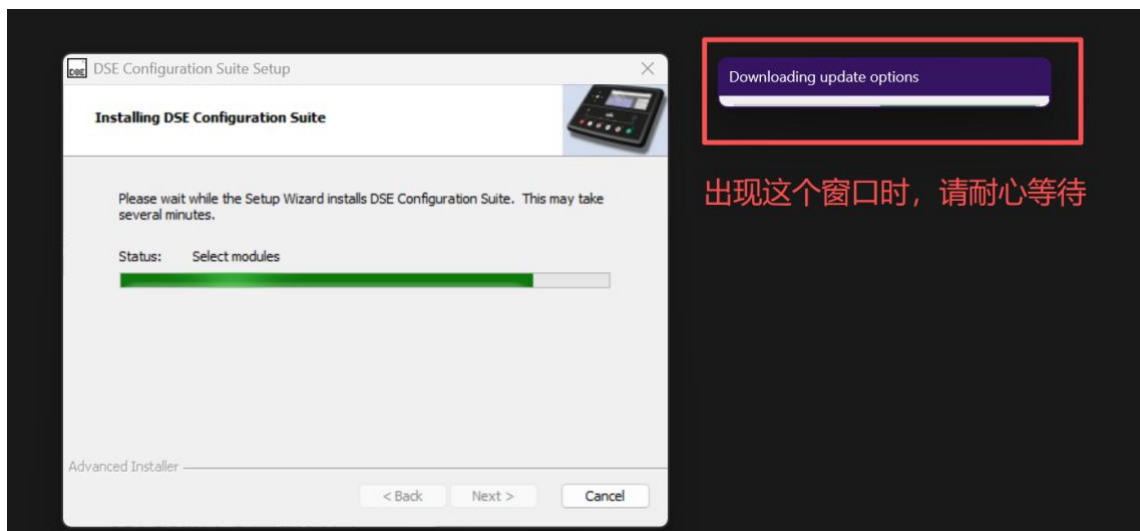 DSE DSE Configuration Suite Setup
Installing DSE Configuration Suite
Please wait while the Setup Wizard installs DSE Configuration Suite. This may take
several minutes.
Status: Select modules
Advanced Installer
< Back Next > Cancel
Downloading update options
出现这个窗口时，请耐心等待